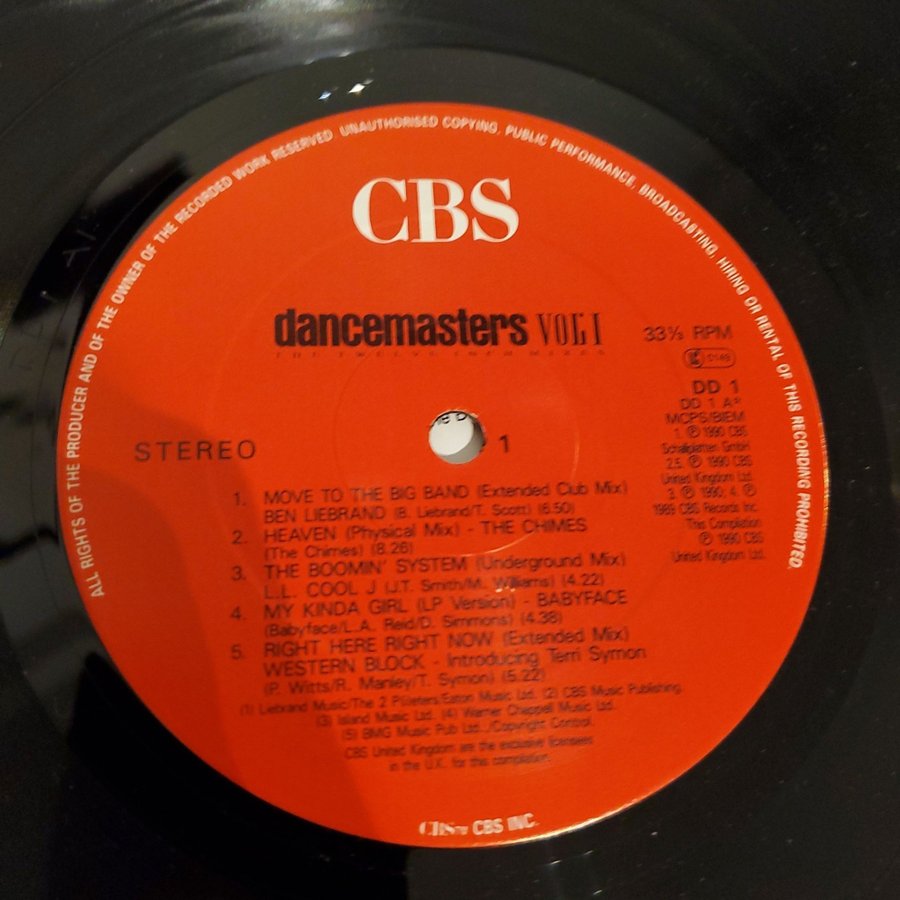 ALL RIGHTS OF THE PRODUCER AND OF THE OWNER OF THE RECORDED WORK RESERVED. UNAUTHORISED COPYING, PUBLIC PERFORMANCE, BROADCASTING, HIRING OR RENTAL OF THIS RECORDING PROHIBITED.
CBS
dancemasters VOL. I
THE TWELVE INCH MIXES
33⅓ RPM
DD 1
DD 1 A*
MCPS/BIEM
1. ℗ 1990 CBS
Schallplatten GmbH
2.5. ℗ 1990 CBS
United Kingdom Ltd.
3. ℗ 1990; 4. ℗
1989 CBS Records Inc.
This Compilation
℗ 1990 CBS
United Kingdom Ltd.
STEREO
1
1. MOVE TO THE BIG BAND (Extended Club Mix)
BEN LIEBRAND (B. Liebrand/T. Scott) (6.50)
2. HEAVEN (Physical Mix) - THE CHIMES
(The Chimes) (8.26)
3. THE BOOMIN' SYSTEM (Underground Mix)
L.L. COOL J (J.T. Smith/M. Williams) (4.22)
4. MY KINDA GIRL (LP Version) - BABYFACE
(Babyface/L.A. Reid/D. Simmons) (4.38)
5. RIGHT HERE RIGHT NOW (Extended Mix)
WESTERN BLOCK - Introducing Terri Symon
(P. Witts/R. Manley/T. Symon) (5.22)
(1) Liebrand Music/The 2 Pi\eters/Eaton Music Ltd. (2) CBS Music Publishing.
(3) Island Music Ltd. (4) Warner Chappell Music Ltd.
(5) BMG Music Pub Ltd../Copyright Control.
CBS United Kingdom are the exclusive licensees
in the U.K. for this compilation.
CBS TM CBS INC.